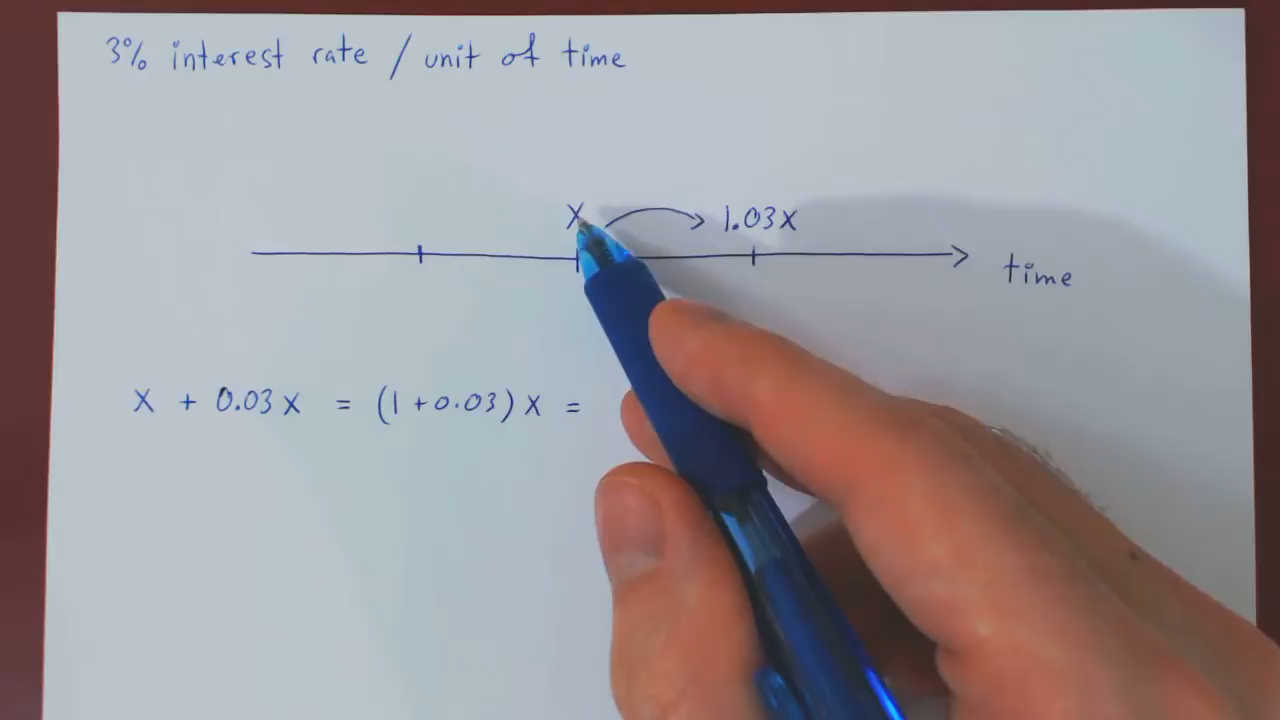 3% interest rate / unit of time
X 1.03X
time
X + 0.03X = (1+0.03)X =